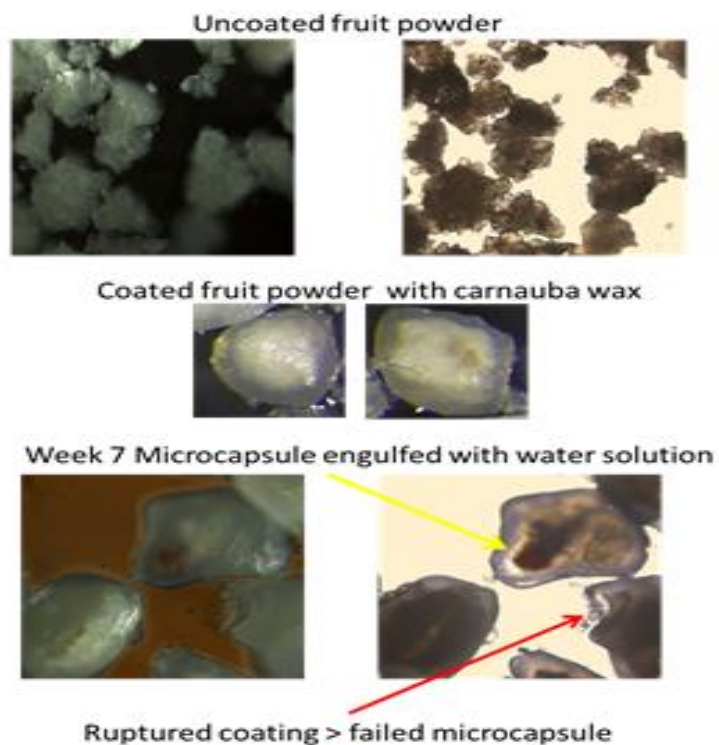 Uncoated fruit powder
Coated fruit powder with carnauba wax
Week 7 Microcapsule engulfed with water solution
Ruptured coating > failed microcapsule